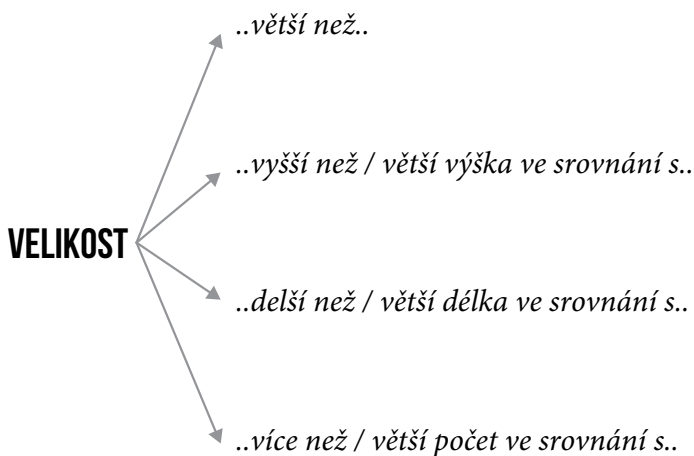 ..větší než..
..vyšší než / větší výška ve srovnání s..
VELIKOST
..delší než / větší délka ve srovnání s..
..více než / větší počet ve srovnání s..